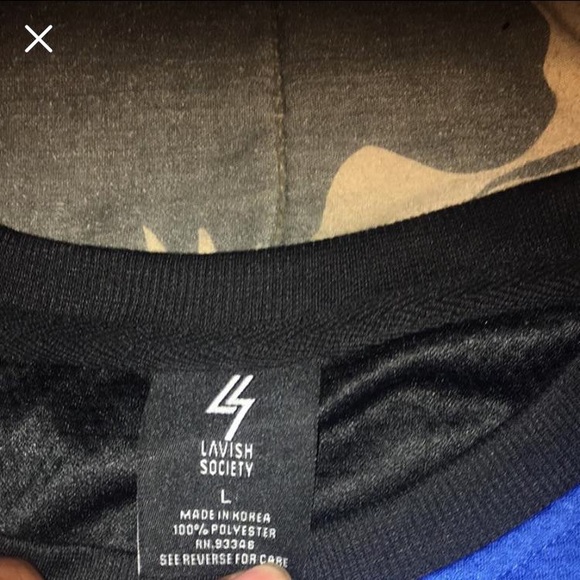 LAVISH
SOCIETY
L
MADE IN KOREA
100% POLYESTER
RN. 93346
SEE REVERSE FOR CARE